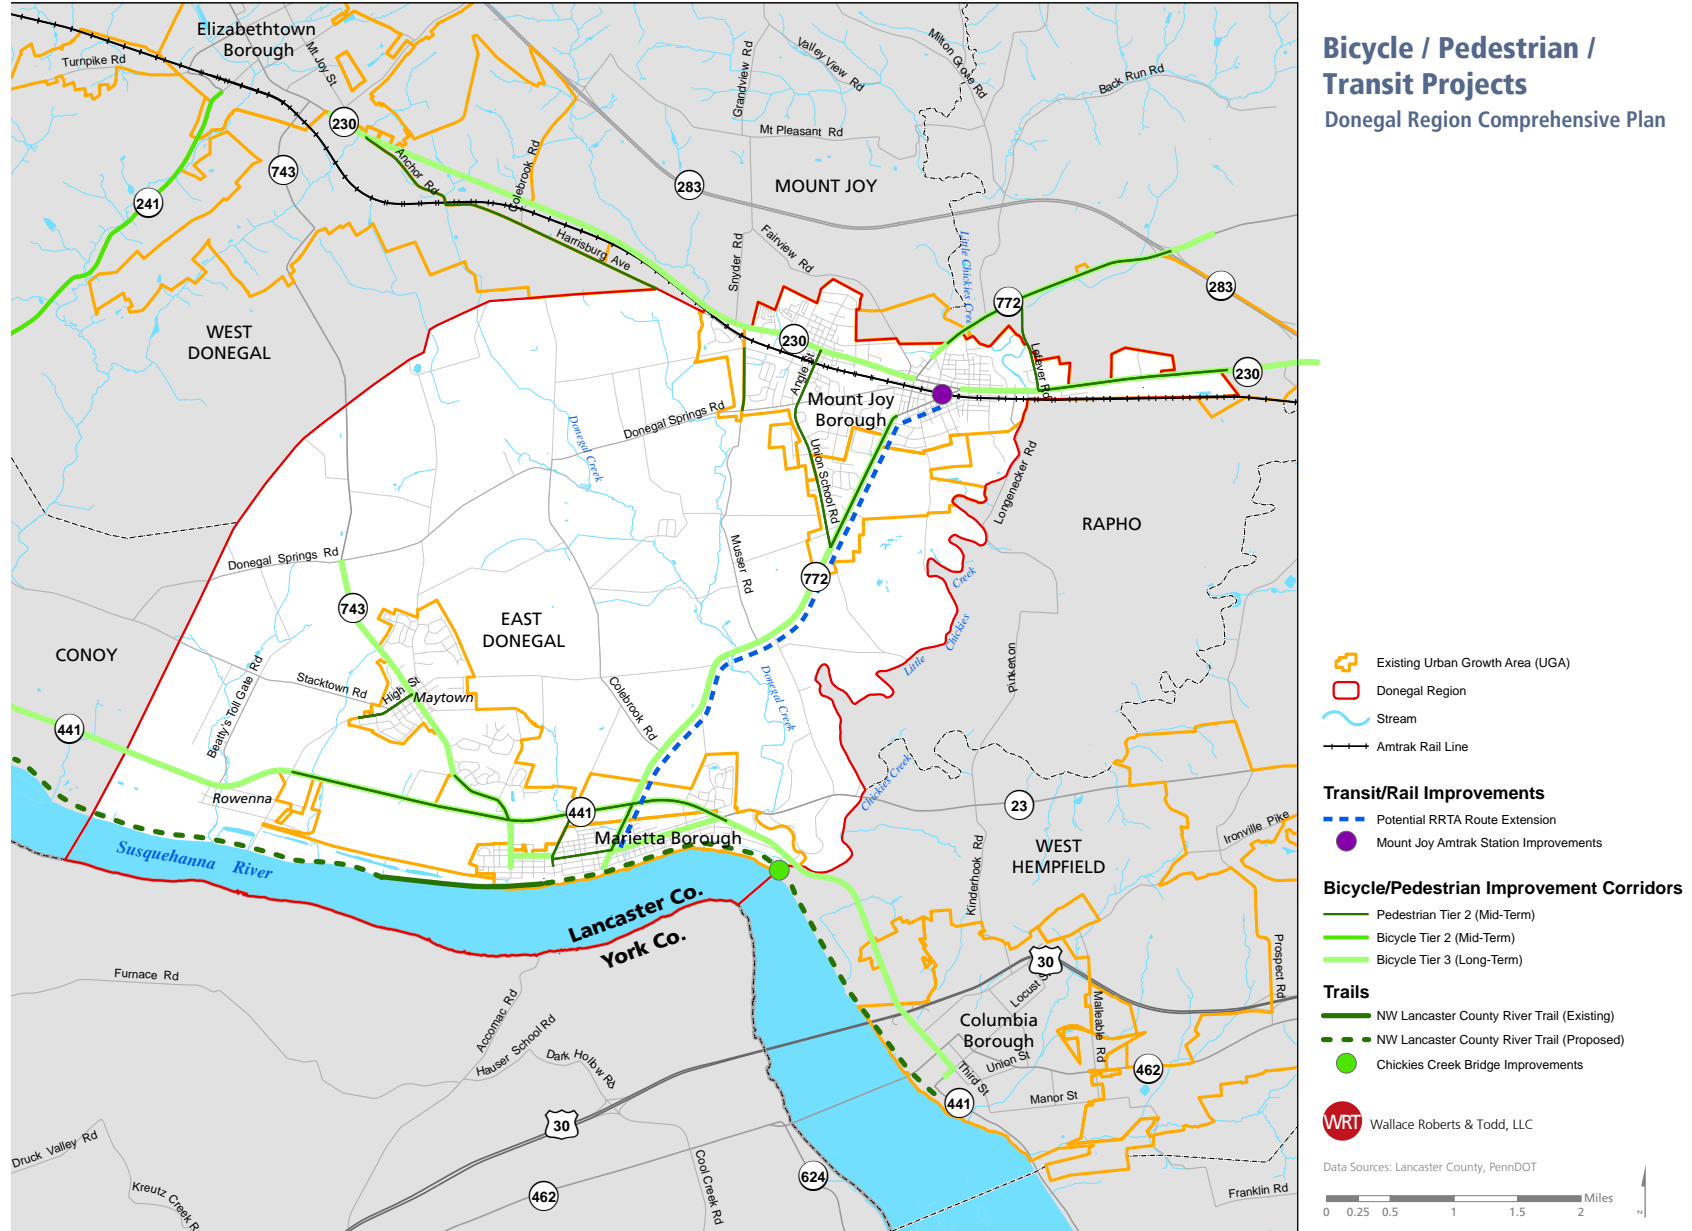 Bicycle / Pedestrian /
Transit Projects
Donegal Region Comprehensive Plan
Elizabethtown
Borough
Turnpike Rd
Mt Joy St
230
743
241
Anchor Rd
Colebrook Rd
Harrisburg Ave
283
Grandview Rd
Valley View Rd
Milton Grove Rd
Back Run Rd
Mt Pleasant Rd
MOUNT JOY
Snyder Rd
Fairview Rd
Little Chickies Creek
772
283
230
230
Lefever Rd
Angle St
Mount Joy
Borough
WEST
DONEGAL
Donegal Springs Rd
Donegal Creek
Union School Rd
Longenecker Rd
RAPHO
Musser Rd
772
Donegal Springs Rd
743
EAST
DONEGAL
Little Chickies Creek
CONOY
Stacktown Rd
High St
Maytown
Beatty's Toll Gate Rd
Colebrook Rd
Donegal Creek
Pinkerton
441
Rowenna
441
Marietta Borough
Chickies Creek
23
Ironville Pike
WEST
HEMPFIELD
Kinderhook Rd
Susquehanna River
Lancaster Co.
York Co.
Furnace Rd
Accomac Rd
Hauser School Rd
Dark Hollow Rd
30
Locust St
Malleable Rd
Prospect Rd
Columbia
Borough
Union St
Third St
462
441
Manor St
30
Druck Valley Rd
Kreutz Creek R
462
Cool Creek Rd
624
Franklin Rd
Existing Urban Growth Area (UGA)
Donegal Region
Stream
Amtrak Rail Line
Transit/Rail Improvements
Potential RRTA Route Extension
Mount Joy Amtrak Station Improvements
Bicycle/Pedestrian Improvement Corridors
Pedestrian Tier 2 (Mid-Term)
Bicycle Tier 2 (Mid-Term)
Bicycle Tier 3 (Long-Term)
Trails
NW Lancaster County River Trail (Existing)
NW Lancaster County River Trail (Proposed)
Chickies Creek Bridge Improvements
WRT Wallace Roberts & Todd, LLC
Data Sources: Lancaster County, PennDOT
Miles
0 0.25 0.5 1 1.5 2
N